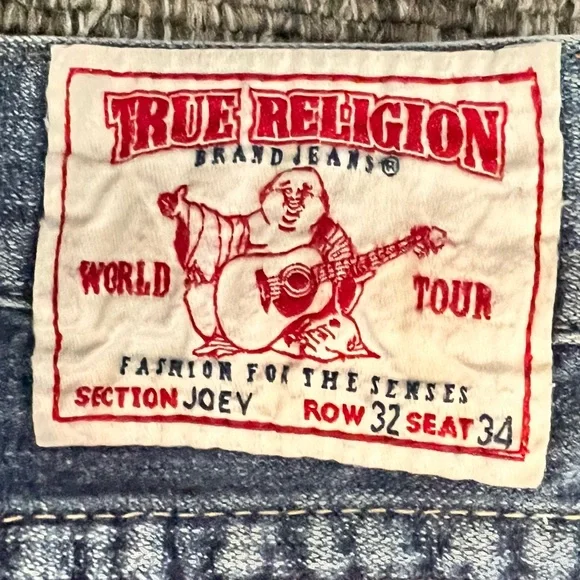 TRUE RELIGION
BRAND JEANS®
WORLD TOUR
FASHION FOR THE SENSES
SECTION JOEY ROW 32 SEAT 34